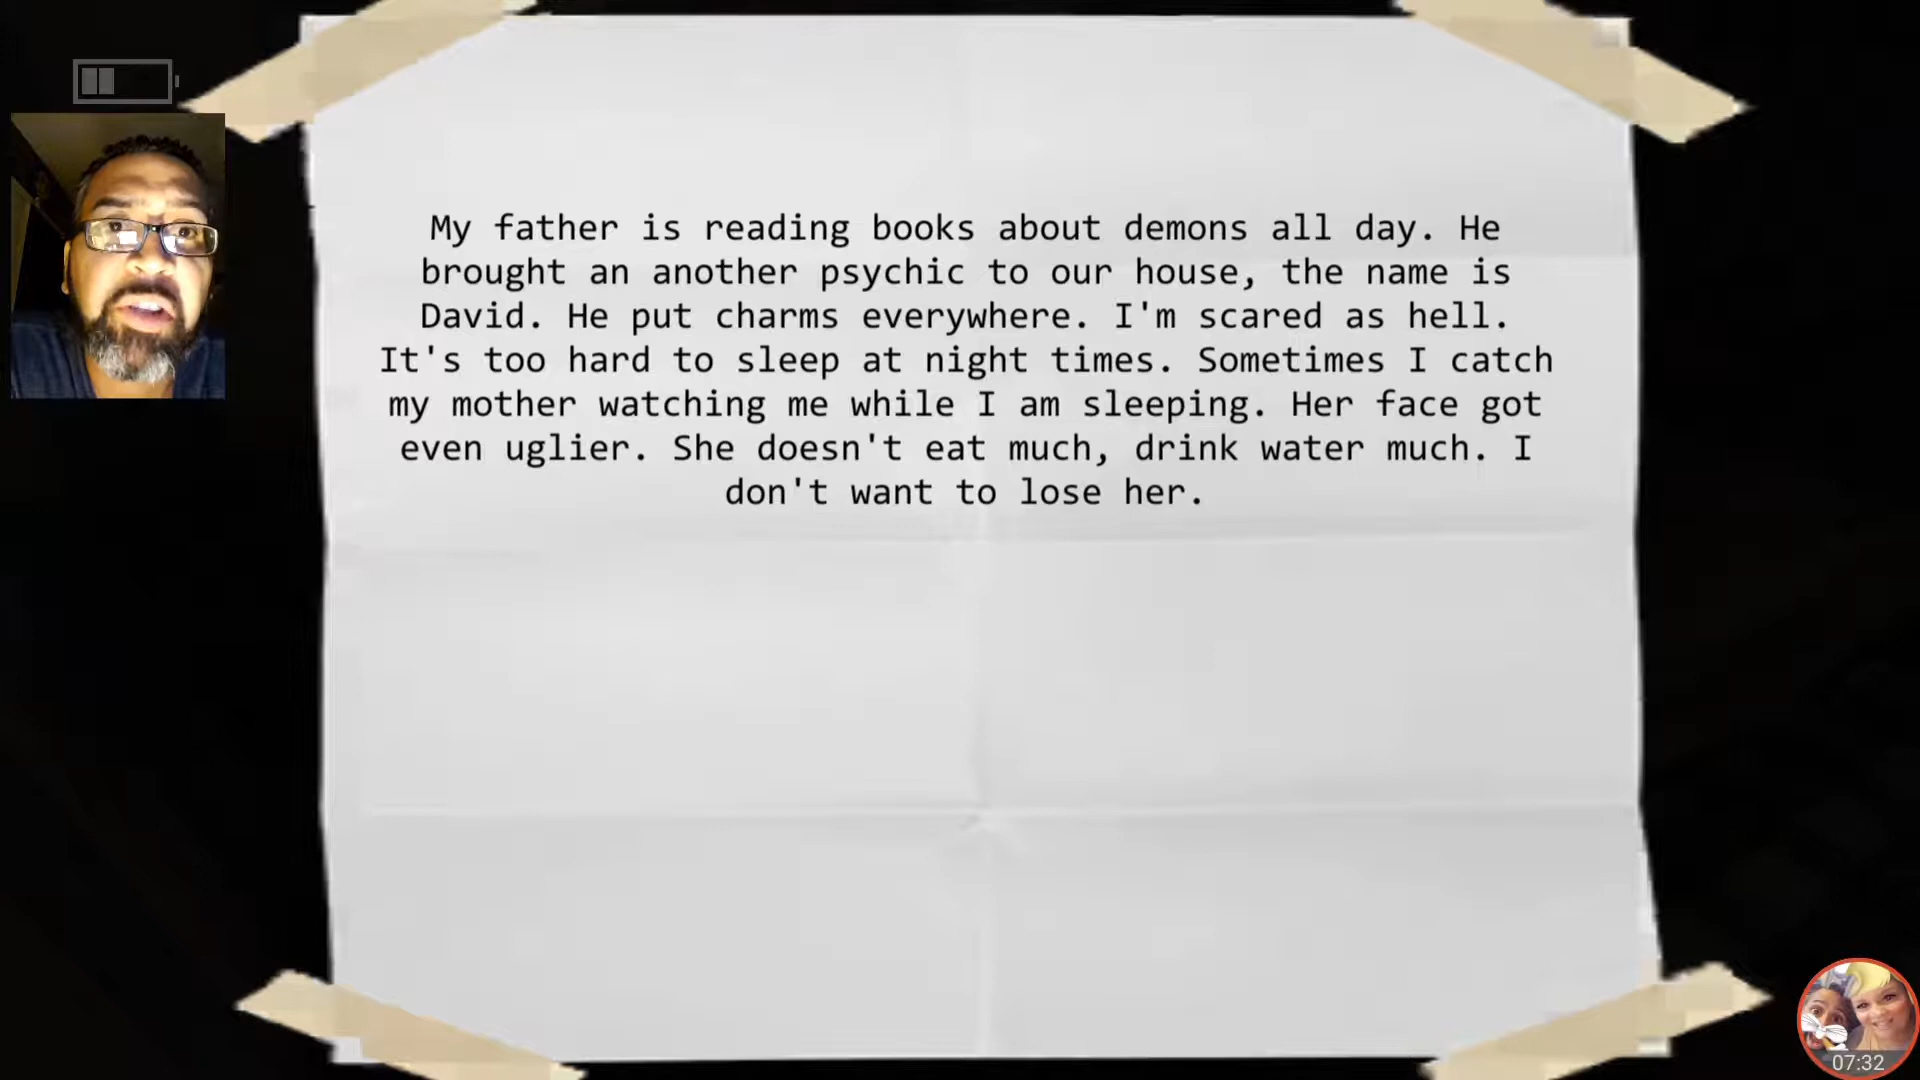 My father is reading books about demons all day. He
brought an another psychic to our house, the name is
David. He put charms everywhere. I'm scared as hell.
It's too hard to sleep at night times. Sometimes I catch
my mother watching me while I am sleeping. Her face got
even uglier. She doesn't eat much, drink water much. I
don't want to lose her.
07:32